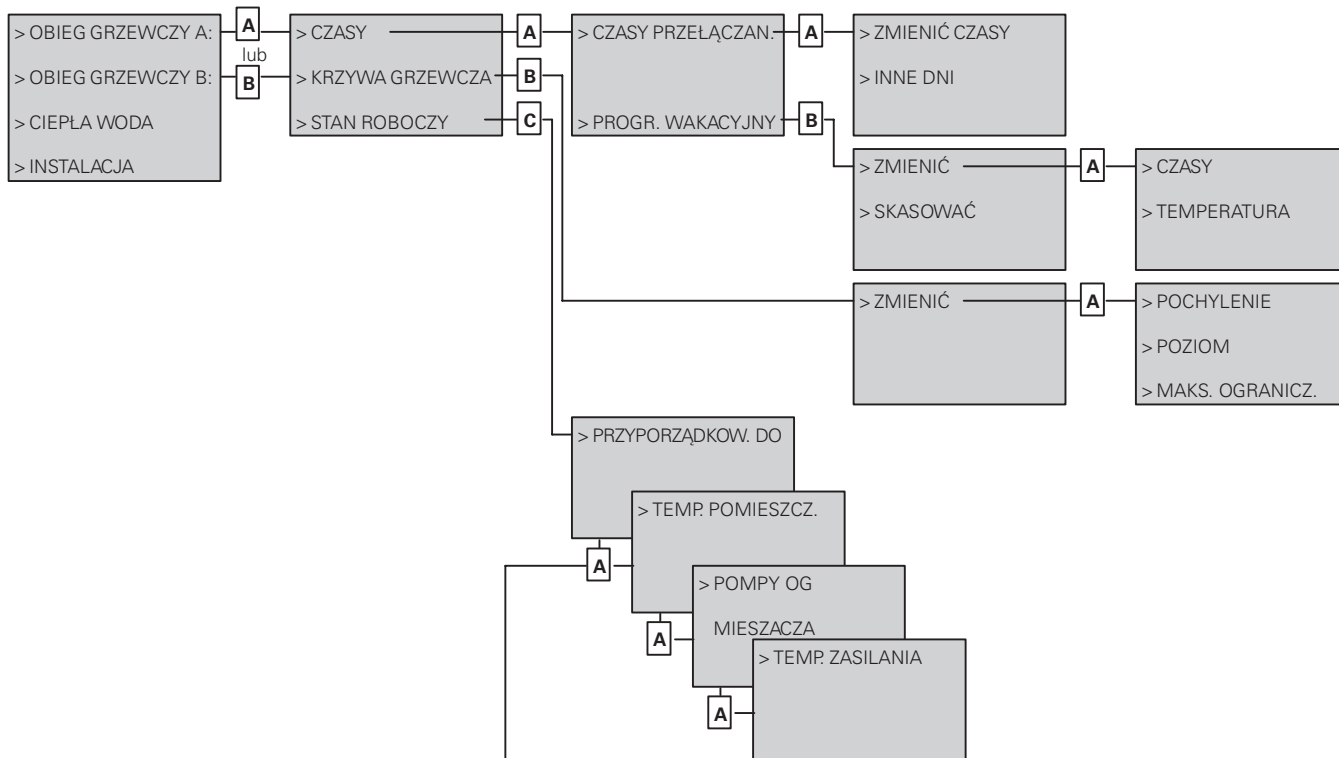 > OBIEG GRZEWCZY A:
> OBIEG GRZEWCZY B:
> CIEPŁA WODA
> INSTALACJA
A
lub
B
> CZASY
> KRZYWA GRZEWCZA
> STAN ROBOCZY
A
B
C
> CZASY PRZEŁĄCZAN.
> PROGR. WAKACYJNY
A
B
> ZMIENIĆ CZASY
> INNE DNI
> ZMIENIĆ
> SKASOWAĆ
A
> CZASY
> TEMPERATURA
> ZMIENIĆ
A
> POCHYLENIE
> POZIOM
> MAKS. OGRANICZ.
> PRZYPORZĄDKOW. DO
A
> TEMP. POMIESZCZ.
A
> POMPY OG
MIESZACZA
A
> TEMP. ZASILANIA